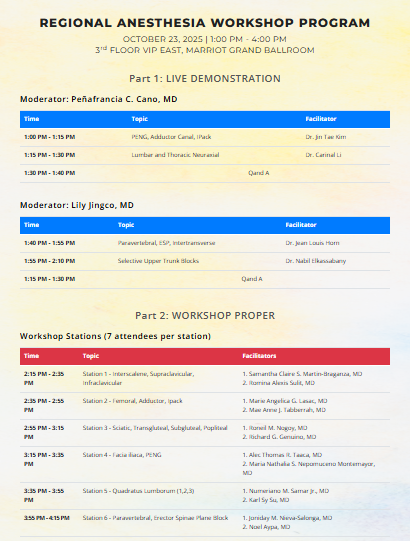 REGIONAL ANESTHESIA WORKSHOP PROGRAM
OCTOBER 23, 2025 | 1:00 PM - 4:00 PM
3rd FLOOR VIP EAST, MARRIOT GRAND BALLROOM
Part 1: LIVE DEMONSTRATION
Moderator: Peñafrancia C. Cano, MD
Time Topic Facilitator
1:00 PM - 1:15 PM PENG, Adductor Canal, IPack Dr. Jin Tae Kim
1:15 PM - 1:30 PM Lumbar and Thoracic Neuraxial Dr. Carinal Li
1:30 PM - 1:40 PM Qand A
Moderator: Lily Jingco, MD
Time Topic Facilitator
1:40 PM - 1:55 PM Paravertebral, ESP, Intertransverse Dr. Jean Louis Horn
1:55 PM - 2:10 PM Selective Upper Trunk Blocks Dr. Nabil Elkassabany
1:15 PM - 1:30 PM Qand A
Part 2: WORKSHOP PROPER
Workshop Stations (7 attendees per station)
Time Topic Facilitators
2:15 PM - 2:35 PM Station 1 - Interscalene, Supraclavicular, Infraclavicular 1. Samantha Claire S. Martin-Braganza, MD
2. Romina Alexis Sulit, MD
2:35 PM - 2:55 PM Station 2 - Femoral, Adductor, Ipack 1. Marie Angelica G. Lasac, MD
2. Mae Anne J. Tabberrah, MD
2:55 PM - 3:15 PM Station 3 - Sciatic, Transgluteal, Subgluteal, Popliteal 1. Roneil M. Nogoy, MD
2. Richard G. Genuino, MD
3:15 PM - 3:35 PM Station 4 - Facia iliaca, PENG 1. Alec Thomas R. Taaca, MD
2. Maria Nathalia S. Nepomuceno Montemayor, MD
3:35 PM - 3:55 PM Station 5 - Quadratus Lumborum (1,2,3) 1. Numeriano M. Samar Jr., MD
2. Karl Sy Su, MD
3:55 PM - 4:15 PM Station 6 - Paravertebral, Erector Spinae Plane Block 1. Juniday M. Nieva-Salonga, MD
2. Noel Aypa, MD